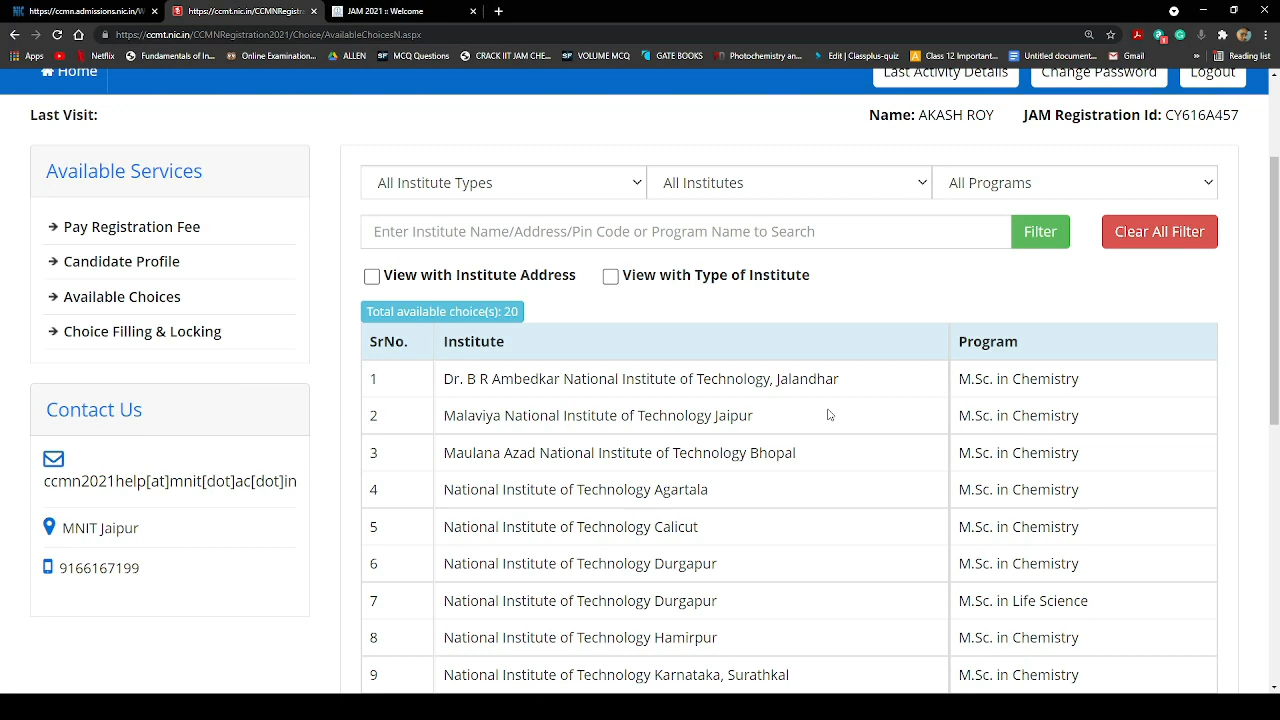 https://ccmn.admissions.nic.in/W
https://ccmt.nic.in/CCMNRegistra
JAM 2021 :: Welcome
https://ccmt.nic.in/CCMNRegistration2021/Choice/AvailableChoicesN.aspx
Apps
Netflix
Fundamentals of In...
Online Examination...
ALLEN
MCQ Questions
CRACK IIT JAM CHE...
VOLUME MCQ
GATE BOOKS
Photochemistry an...
Edit | Classplus-quiz
Class 12 Important...
Untitled document...
Gmail
»
Reading list
Home
Last Activity Details
Change Password
Logout
Last Visit:
Name: AKASH ROY
JAM Registration Id: CY616A457
Available Services
Pay Registration Fee
Candidate Profile
Available Choices
Choice Filling & Locking
Contact Us
ccmn2021help[at]mnit[dot]ac[dot]in
MNIT Jaipur
9166167199
All Institute Types
All Institutes
All Programs
Enter Institute Name/Address/Pin Code or Program Name to Search
Filter
Clear All Filter
View with Institute Address
View with Type of Institute
Total available choice(s): 20
SrNo. Institute Program
1 Dr. B R Ambedkar National Institute of Technology, Jalandhar M.Sc. in Chemistry
2 Malaviya National Institute of Technology Jaipur M.Sc. in Chemistry
3 Maulana Azad National Institute of Technology Bhopal M.Sc. in Chemistry
4 National Institute of Technology Agartala M.Sc. in Chemistry
5 National Institute of Technology Calicut M.Sc. in Chemistry
6 National Institute of Technology Durgapur M.Sc. in Chemistry
7 National Institute of Technology Durgapur M.Sc. in Life Science
8 National Institute of Technology Hamirpur M.Sc. in Chemistry
9 National Institute of Technology Karnataka, Surathkal M.Sc. in Chemistry